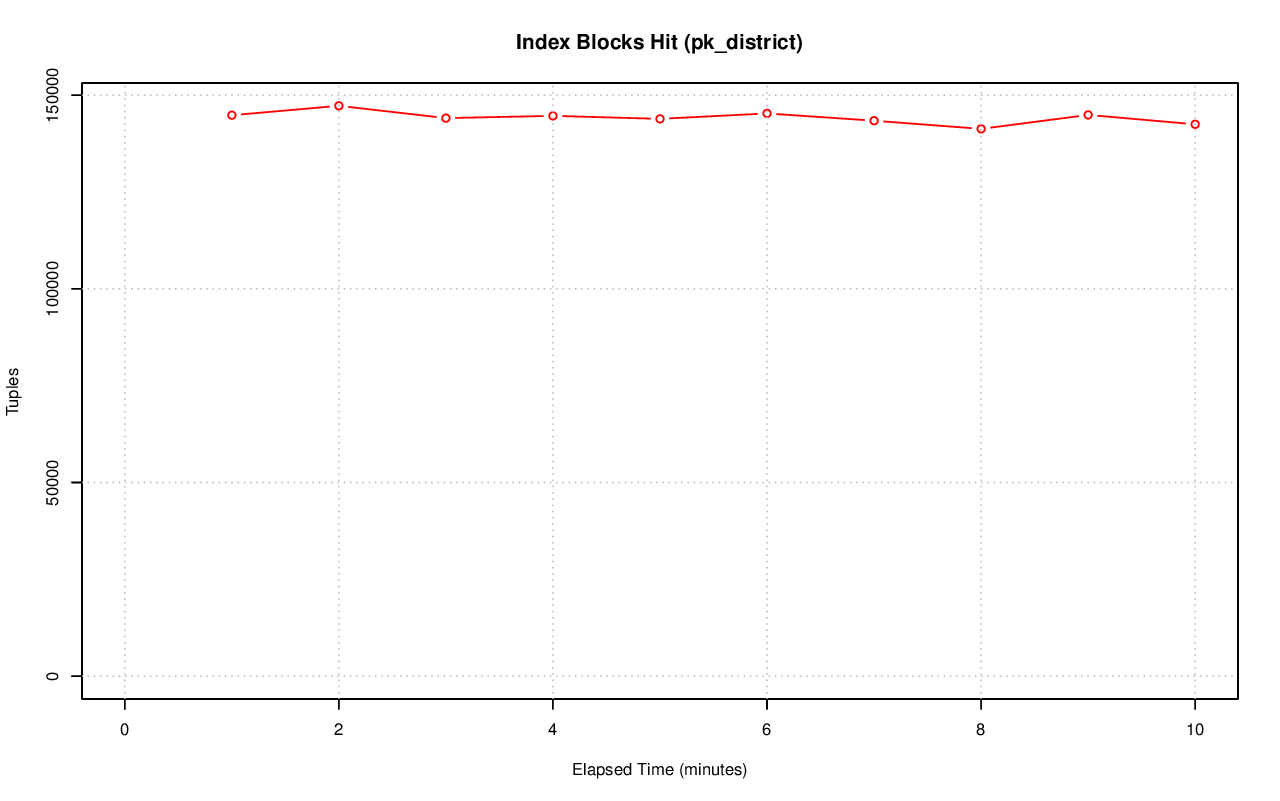 Index Blocks Hit (pk_district)
150000
100000
50000
0
Tuples
0 2 4 6 8 10
Elapsed Time (minutes)